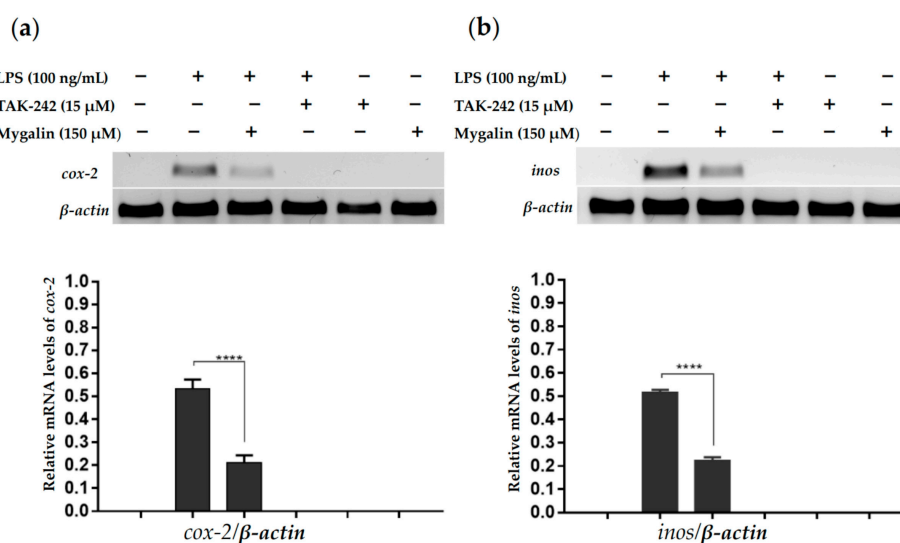 (a)
LPS (100 ng/mL) – + + + – –
TAK-242 (15 µM) – – – + + –
Mygalin (150 µM) – – + – – +
cox-2
β-actin
Relative mRNA levels of cox-2
1.0
0.9
0.8
0.7
0.6
0.5
0.4
0.3
0.2
0.1
0.0
****
cox-2/β-actin
(b)
LPS (100 ng/mL) – + + + – –
TAK-242 (15 µM) – – – + + –
Mygalin (150 µM) – – + – – +
inos
β-actin
Relative mRNA levels of inos
1.0
0.9
0.8
0.7
0.6
0.5
0.4
0.3
0.2
0.1
0.0
****
inos/β-actin